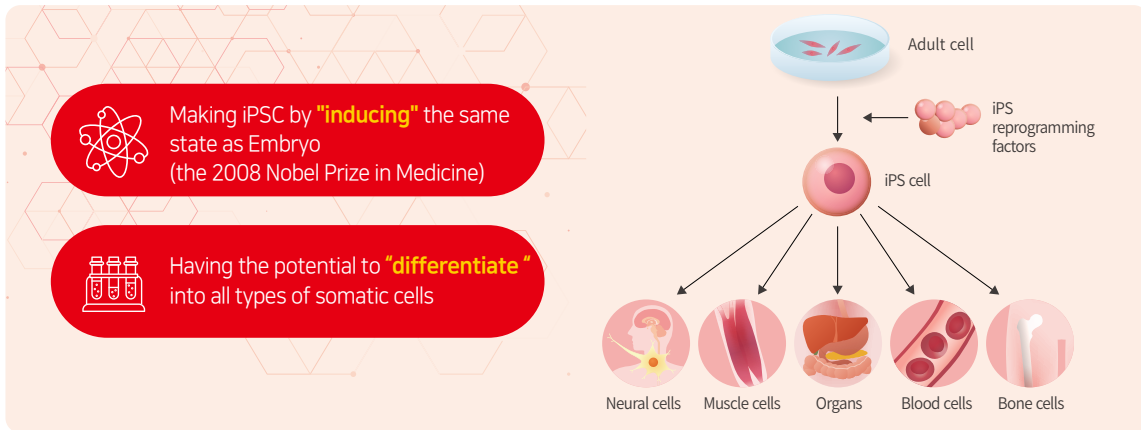 Making iPSC by "inducing" the same
state as Embryo
(the 2008 Nobel Prize in Medicine)
Having the potential to “differentiate “
into all types of somatic cells
Adult cell
iPS
reprogramming
factors
iPS cell
Neural cells
Muscle cells
Organs
Blood cells
Bone cells